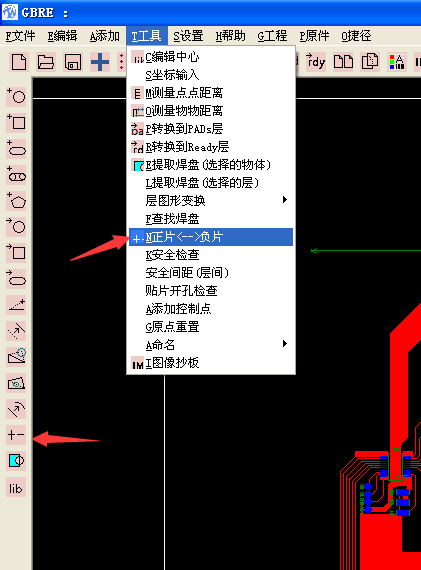 GBRE :
F文件 E编辑 A添加 T工具 S设置 H帮助 G工程 P原件 Q捷径
C编辑中心
S坐标输入
M测量点点距离
O测量物物距离
P转换到PADs层
R转换到Ready层
E提取焊盘(选择的物体)
L提取焊盘(选择的层)
层图形变换
F查找焊盘
N正片<-->负片
K安全检查
安全间距(层间)
贴片开孔检查
A添加控制点
G原点重置
A命名
I图像抄板
rdy
lib